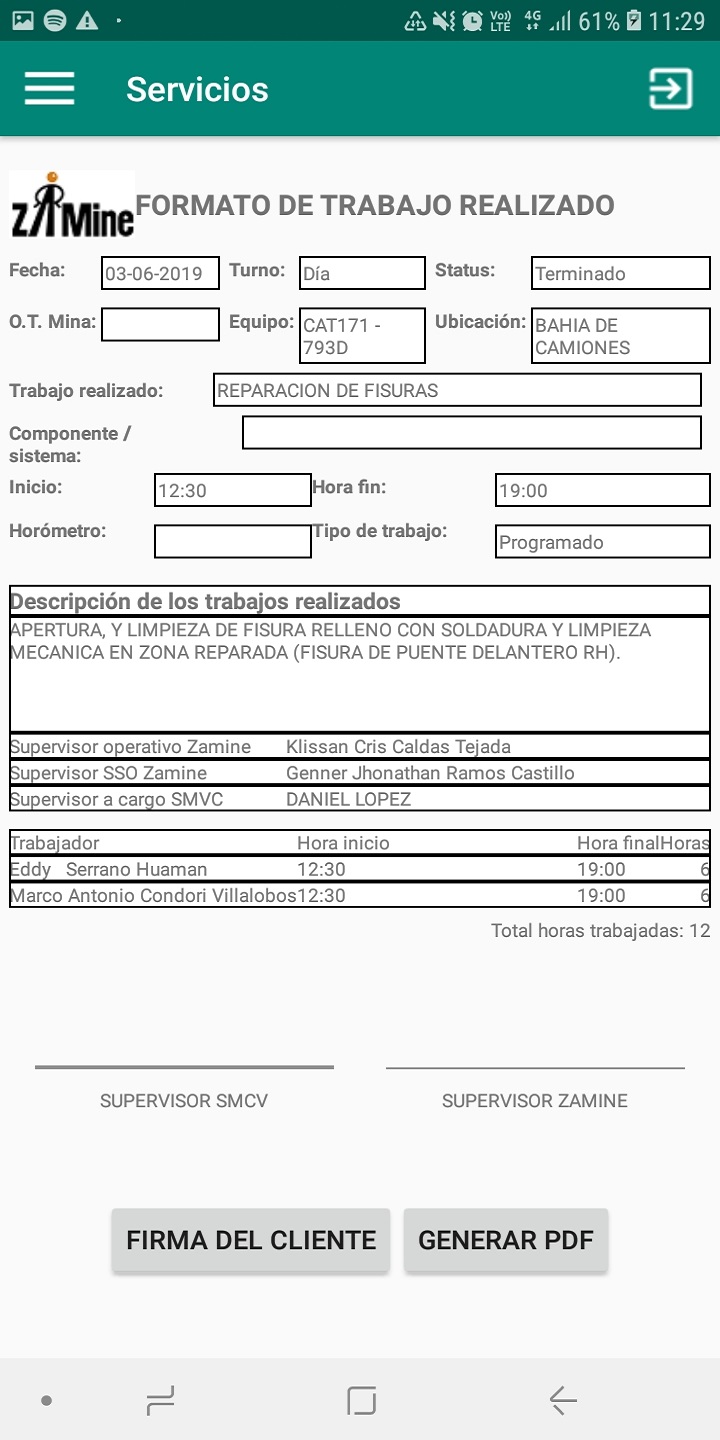 Vo) LTE 4G 61% 11:29
Servicios
ZAMine FORMATO DE TRABAJO REALIZADO
Fecha: 03-06-2019 Turno: Día Status: Terminado
O.T. Mina: Equipo: CAT171 - 793D Ubicación: BAHIA DE CAMIONES
Trabajo realizado: REPARACION DE FISURAS
Componente /
sistema:
Inicio: 12:30 Hora fin: 19:00
Horómetro: Tipo de trabajo: Programado
Descripción de los trabajos realizados
APERTURA, Y LIMPIEZA DE FISURA RELLENO CON SOLDADURA Y LIMPIEZA
MECANICA EN ZONA REPARADA (FISURA DE PUENTE DELANTERO RH).
Supervisor operativo Zamine Klissan Cris Caldas Tejada
Supervisor SSO Zamine Genner Jhonathan Ramos Castillo
Supervisor a cargo SMVC DANIEL LOPEZ
Trabajador Hora inicio Hora final Horas
Eddy Serrano Huaman 12:30 19:00 6
Marco Antonio Condori Villalobos 12:30 19:00 6
Total horas trabajadas: 12
SUPERVISOR SMCV SUPERVISOR ZAMINE
FIRMA DEL CLIENTE GENERAR PDF